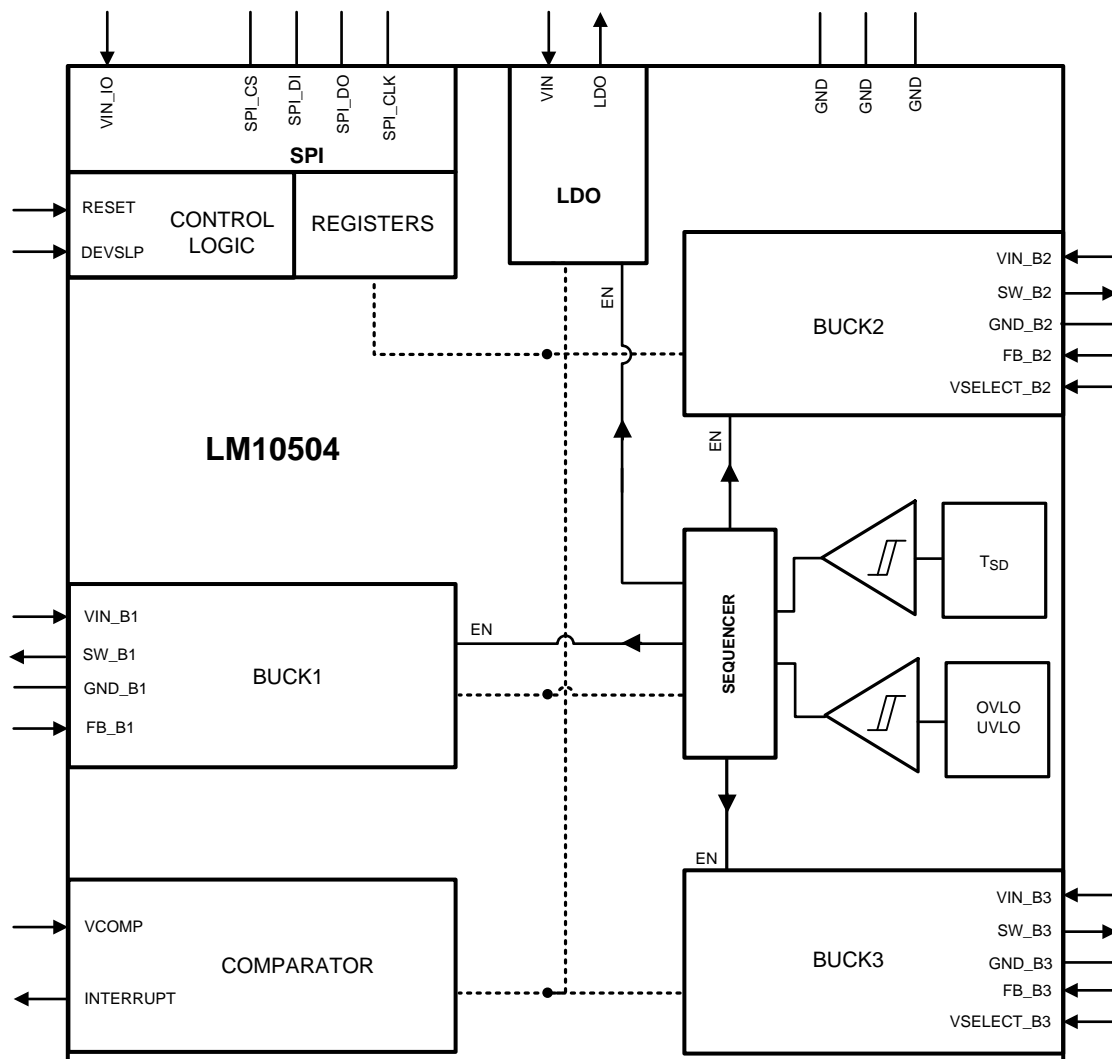 VIN_IO
SPI_CS
SPI_DI
SPI_DO
SPI_CLK
VIN
LDO
GND
GND
GND
SPI
LDO
RESET
DEVSLP
CONTROL
LOGIC
REGISTERS
EN
VIN_B2
SW_B2
GND_B2
FB_B2
VSELECT_B2
BUCK2
EN
LM10504
SEQUENCER
TSD
VIN_B1
SW_B1
GND_B1
FB_B1
BUCK1
EN
OVLO
UVLO
EN
VCOMP
INTERRUPT
COMPARATOR
BUCK3
VIN_B3
SW_B3
GND_B3
FB_B3
VSELECT_B3